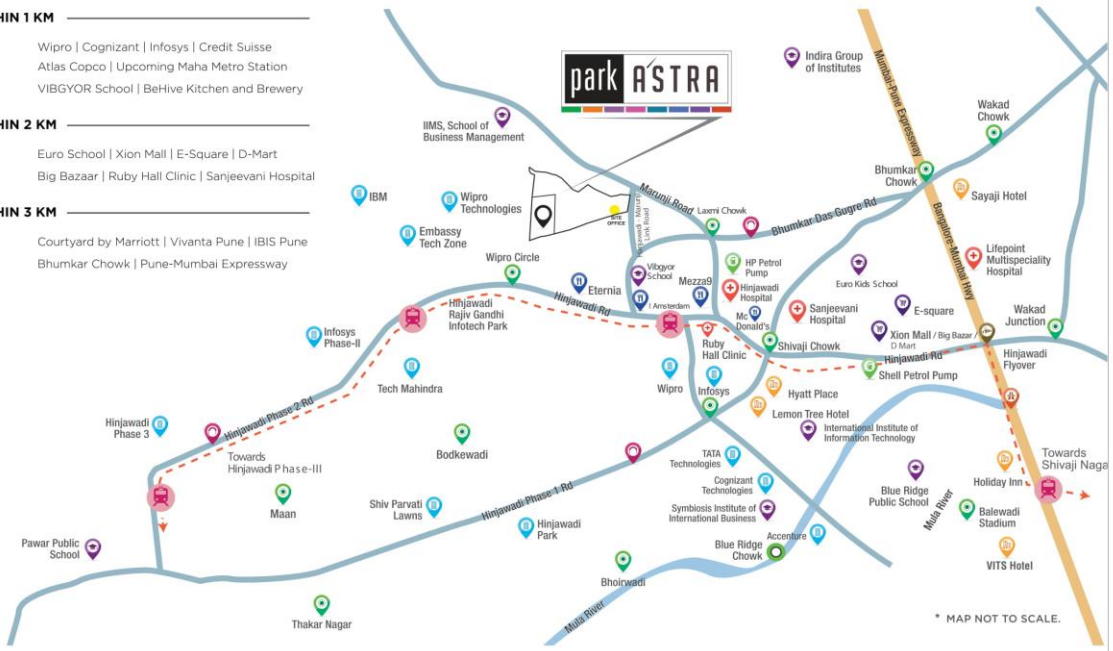 HIN 1 KM
Wipro | Cognizant | Infosys | Credit Suisse
Atlas Copco | Upcoming Maha Metro Station
VIBGYOR School | BeHive Kitchen and Brewery
HIN 2 KM
Euro School | Xion Mall | E-Square | D-Mart
Big Bazaar | Ruby Hall Clinic | Sanjeevani Hospital
HIN 3 KM
Courtyard by Marriott | Vivanta Pune | IBIS Pune
Bhumkar Chowk | Pune-Mumbai Expressway
park A'STRA
Indira Group
of Institutes
Mumbai-Pune Expressway
Wakad
Chowk
IIMS, School of
Business Management
Bhumkar
Chowk
Sayaji Hotel
IBM
Wipro
Technologies
SITE
OFFICE
Marunji Road
Hinjawadi - Marunji
Link Road
Laxmi Chowk
Bhumkar Das Gugre Rd
Bangalore-Mumbai Hwy
Embassy
Tech Zone
Wipro Circle
Lifepoint
Multispeciality
Hospital
Vibgyor
School
HP Petrol
Pump
Eternia
Mezza9
Hinjawadi
Hospital
Euro Kids School
Hinjawadi
Rajiv Gandhi
Infotech Park
Hinjawadi Rd
! Amsterdam
Mc
Donald's
Sanjeevani
Hospital
E-square
Wakad
Junction
Infosys
Phase-II
Ruby
Hall Clinic
Shivaji Chowk
Xion Mall / Big Bazar /
D Mart
Hinjawadi Rd
Hinjawadi
Flyover
Tech Mahindra
Wipro
Infosys
Shell Petrol Pump
Hyatt Place
Lemon Tree Hotel
Hinjawadi
Phase 3
Hinjawadi Phase 2 Rd
International Institute of
Information Technology
Bodkewadi
Towards
Hinjawadi Phase-III
TATA
Technologies
Towards
Shivaji Naga
Maan
Cognizant
Technologies
Blue Ridge
Public School
Holiday Inn
Shiv Parvati
Lawns
Hinjawadi Phase 1 Rd
Symbiosis Institute of
International Business
Mula River
Balewadi
Stadium
Hinjawadi
Park
Accenture
Pawar Public
School
Blue Ridge
Chowk
VITS Hotel
Bhoirwadi
Mula River
Thakar Nagar
* MAP NOT TO SCALE.